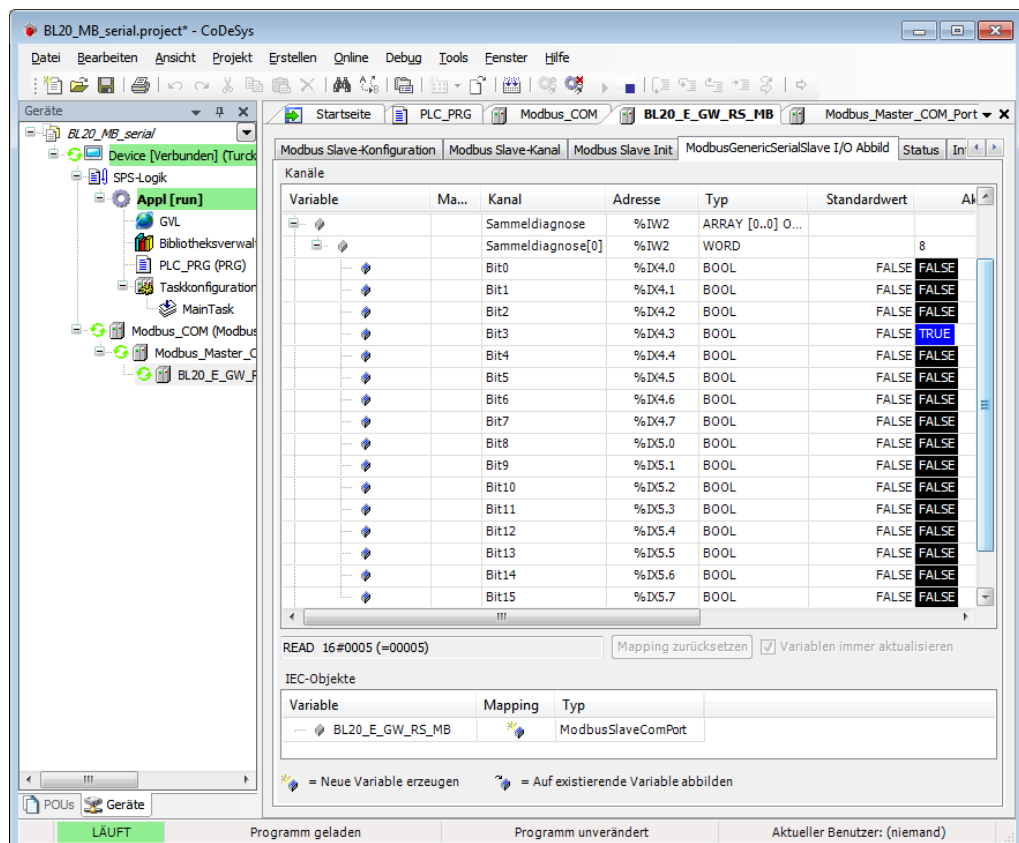 BL20_MB_serial.project* - CoDeSys
Datei Bearbeiten Ansicht Projekt Erstellen Online Debug Tools Fenster Hilfe
Geräte
Startseite PLC_PRG Modbus_COM BL20_E_GW_RS_MB Modbus_Master_COM_Port
BL20_MB_serial
Device [Verbunden] (Turck
SPS-Logik
Appl [run]
GVL
Bibliotheksverwal
PLC_PRG (PRG)
Taskkonfiguration
MainTask
Modbus_COM (Modbus
Modbus_Master_C
BL20_E_GW_R
Modbus Slave-Konfiguration Modbus Slave-Kanal Modbus Slave Init ModbusGenericSerialSlave I/O Abbild Status In
Kanäle
Variable Ma... Kanal Adresse Typ Standardwert Ak
Sammeldiagnose %IW2 ARRAY [0..0] O...
Sammeldiagnose[0] %IW2 WORD 8
Bit0 %IX4.0 BOOL FALSE FALSE
Bit1 %IX4.1 BOOL FALSE FALSE
Bit2 %IX4.2 BOOL FALSE FALSE
Bit3 %IX4.3 BOOL FALSE TRUE
Bit4 %IX4.4 BOOL FALSE FALSE
Bit5 %IX4.5 BOOL FALSE FALSE
Bit6 %IX4.6 BOOL FALSE FALSE
Bit7 %IX4.7 BOOL FALSE FALSE
Bit8 %IX5.0 BOOL FALSE FALSE
Bit9 %IX5.1 BOOL FALSE FALSE
Bit10 %IX5.2 BOOL FALSE FALSE
Bit11 %IX5.3 BOOL FALSE FALSE
Bit12 %IX5.4 BOOL FALSE FALSE
Bit13 %IX5.5 BOOL FALSE FALSE
Bit14 %IX5.6 BOOL FALSE FALSE
Bit15 %IX5.7 BOOL FALSE FALSE
READ 16#0005 (=00005) Mapping zurücksetzen Variablen immer aktualisieren
IEC-Objekte
Variable Mapping Typ
BL20_E_GW_RS_MB ModbusSlaveComPort
= Neue Variable erzeugen = Auf existierende Variable abbilden
POUs Geräte
LÄUFT Programm geladen Programm unverändert Aktueller Benutzer: (niemand)